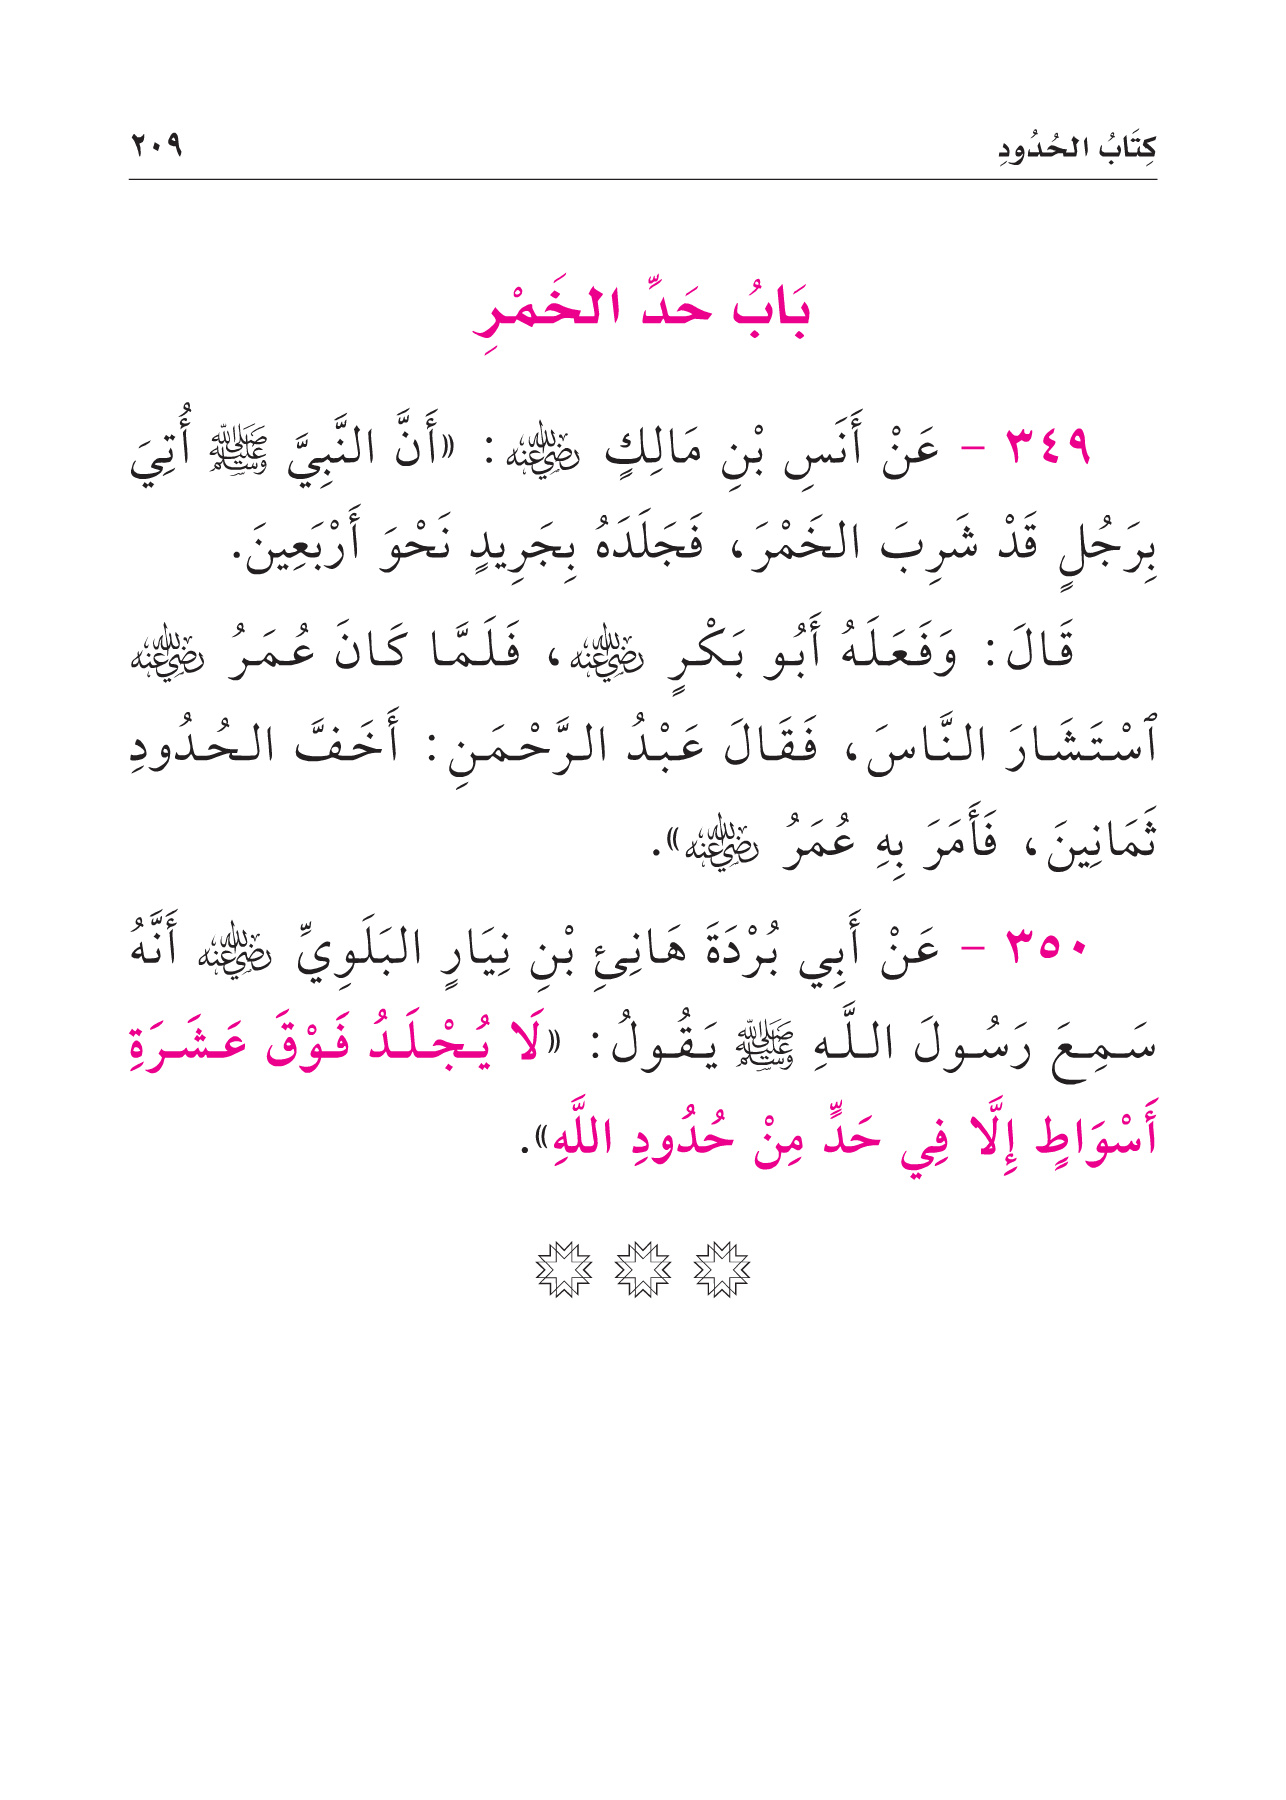 كِتَابُ الحُدُودِ ٢٠٩
بَابُ حَدِّ الخَمْرِ
٣٤٩ - عَنْ أَنَسِ بْنِ مَالِكٍ رضي الله عنه: «أَنَّ النَّبِيَّ ﷺ أُتِيَ
بِرَجُلٍ قَدْ شَرِبَ الخَمْرَ، فَجَلَدَهُ بِجَرِيدٍ نَحْوَ أَرْبَعِينَ.
قَالَ: وَفَعَلَهُ أَبُو بَكْرٍ رضي الله عنه، فَلَمَّا كَانَ عُمَرُ رضي الله عنه
ٱسْتَشَارَ النَّاسَ، فَقَالَ عَبْدُ الرَّحْمَنِ: أَخَفَّ الحُدُودِ
ثَمَانِينَ، فَأَمَرَ بِهِ عُمَرُ رضي الله عنه».
٣٥٠ - عَنْ أَبِي بُرْدَةَ هَانِئِ بْنِ نِيَارٍ البَلَوِيِّ رضي الله عنه أَنَّهُ
سَمِعَ رَسُولَ اللَّهِ ﷺ يَقُولُ: «لَا يُجْلَدُ فَوْقَ عَشَرَةِ
أَسْوَاطٍ إِلَّا فِي حَدٍّ مِنْ حُدُودِ اللَّهِ».